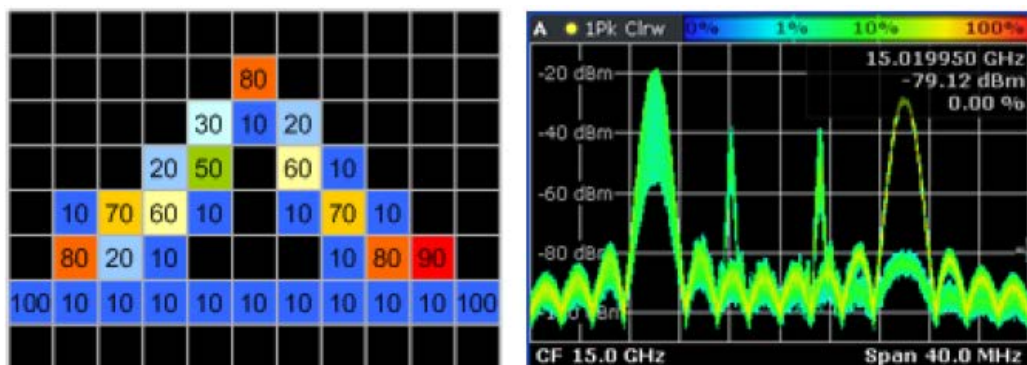 80
30 10 20
20 50 60 10
10 70 60 10 10 70 10
80 20 10 10 80 90
100 10 10 10 10 10 10 10 10 10 100
A 1Pk Clrw 0% 1% 10% 100%
15.019950 GHz
-20 dBm
-79.12 dBm
0.00 %
-40 dBm
-60 dBm
-80 dBm
CF 15.0 GHz Span 40.0 MHz